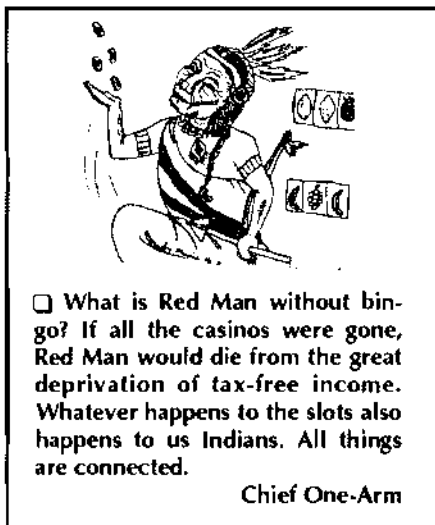 ❑ What is Red Man without bin-
go? If all the casinos were gone,
Red Man would die from the great
deprivation of tax-free income.
Whatever happens to the slots also
happens to us Indians. All things
are connected.
Chief One-Arm